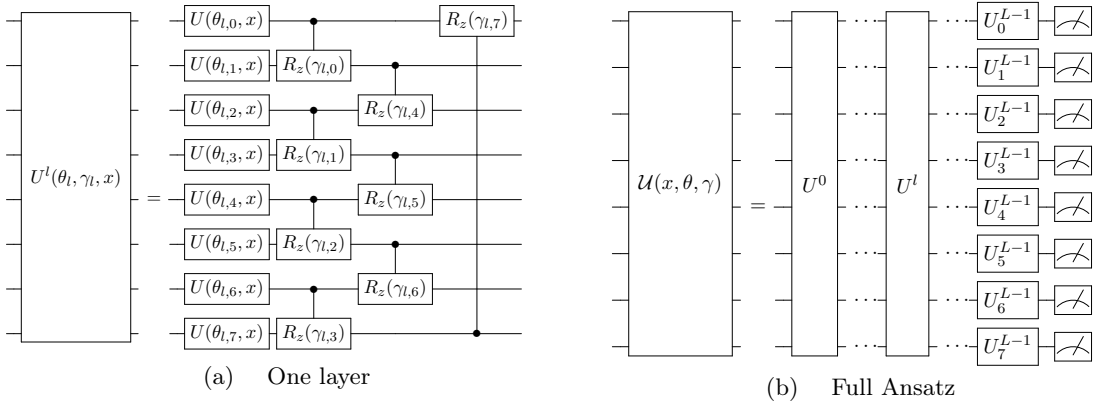 U(θ_{l,0}, x) R_z(γ_{l,7})
U(θ_{l,1}, x) R_z(γ_{l,0})
U(θ_{l,2}, x) R_z(γ_{l,4})
U(θ_{l,3}, x) R_z(γ_{l,1})
U^l(θ_l, γ_l, x) = U(θ_{l,4}, x) R_z(γ_{l,5})
U(θ_{l,5}, x) R_z(γ_{l,2})
U(θ_{l,6}, x) R_z(γ_{l,6})
U(θ_{l,7}, x) R_z(γ_{l,3})
(a) One layer
··· ··· U_0^{L-1}
··· ··· U_1^{L-1}
··· ··· U_2^{L-1}
··· ··· U_3^{L-1}
𝒰(x, θ, γ) = U^0 ··· U^l ··· U_4^{L-1}
··· ··· U_5^{L-1}
··· ··· U_6^{L-1}
··· ··· U_7^{L-1}
(b) Full Ansatz